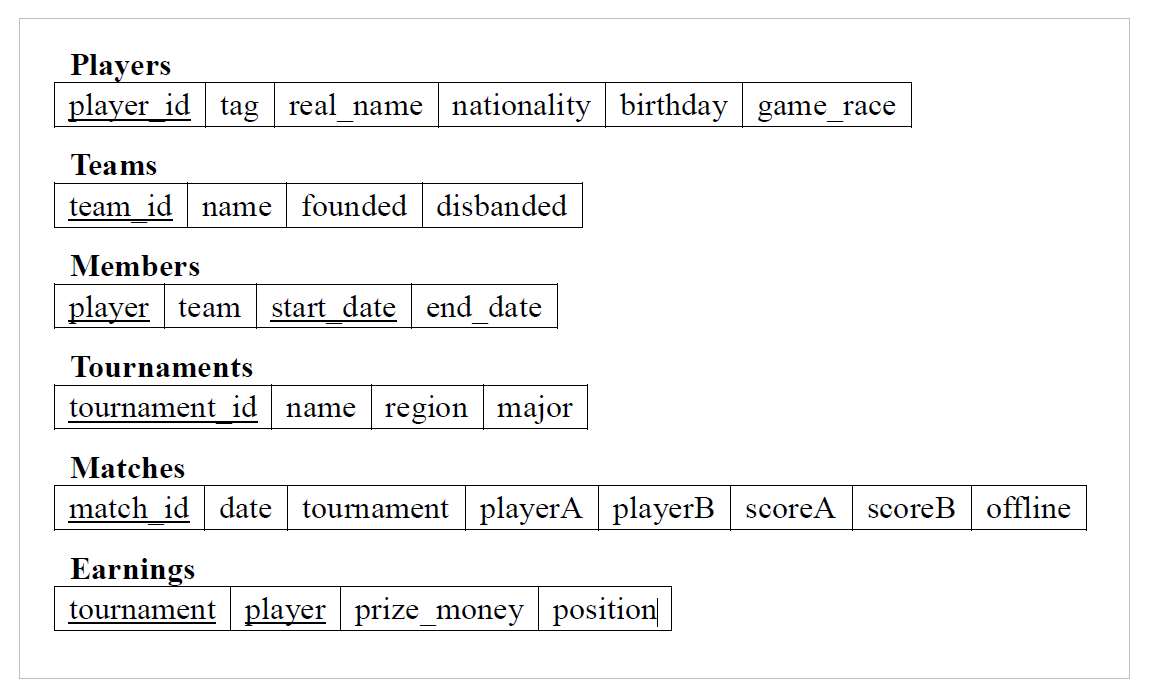 Players
player_id tag real_name nationality birthday game_race
Teams
team_id name founded disbanded
Members
player team start_date end_date
Tournaments
tournament_id name region major
Matches
match_id date tournament playerA playerB scoreA scoreB offline
Earnings
tournament player prize_money position